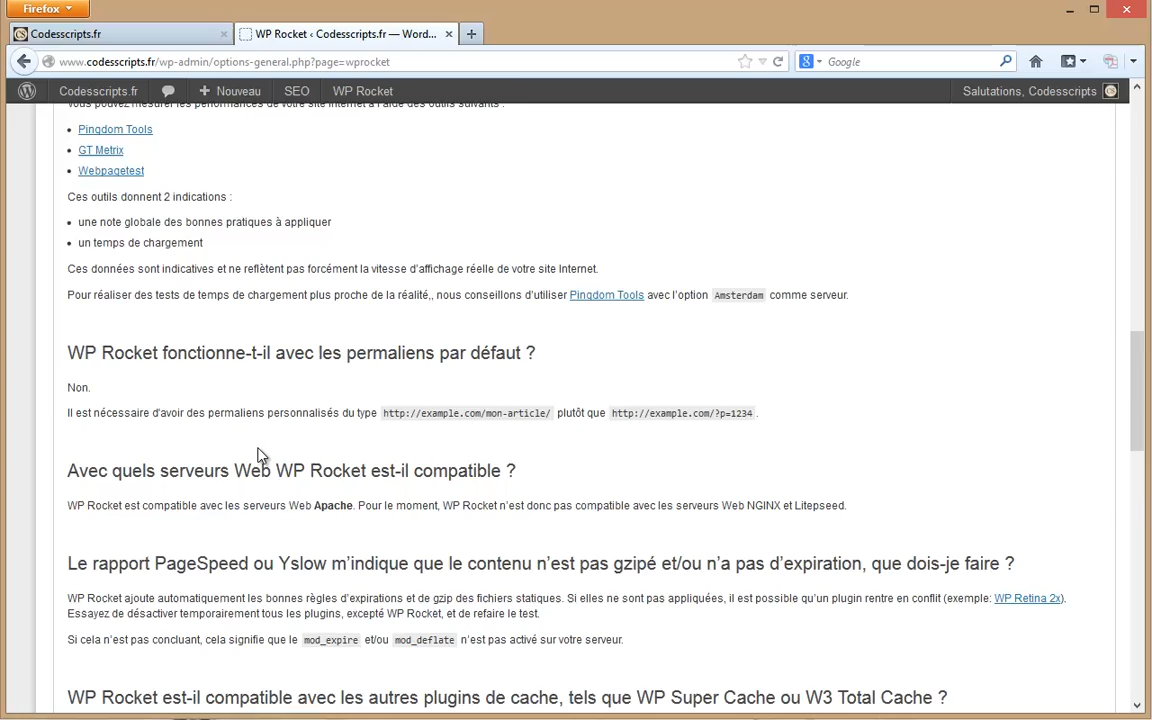 Firefox
Codesscripts.fr
WP Rocket ‹ Codesscripts.fr — Word...
www.codesscripts.fr/wp-admin/options-general.php?page=wprocket
Google
Codesscripts.fr
Nouveau
SEO
WP Rocket
Salutations, Codesscripts
Vous pouvez mesurer les performances de votre site Internet à l'aide des outils suivants :
Pingdom Tools
GT Metrix
Webpagetest
Ces outils donnent 2 indications :
une note globale des bonnes pratiques à appliquer
un temps de chargement
Ces données sont indicatives et ne reflètent pas forcément la vitesse d'affichage réelle de votre site Internet.
Pour réaliser des tests de temps de chargement plus proche de la réalité,, nous conseillons d'utiliser Pingdom Tools avec l'option Amsterdam comme serveur.
WP Rocket fonctionne-t-il avec les permaliens par défaut ?
Non.
Il est nécessaire d'avoir des permaliens personnalisés du type http://example.com/mon-article/ plutôt que http://example.com/?p=1234.
Avec quels serveurs Web WP Rocket est-il compatible ?
WP Rocket est compatible avec les serveurs Web Apache. Pour le moment, WP Rocket n'est donc pas compatible avec les serveurs Web NGINX et Litepseed.
Le rapport PageSpeed ou Yslow m'indique que le contenu n'est pas gzipé et/ou n'a pas d'expiration, que dois-je faire ?
WP Rocket ajoute automatiquement les bonnes règles d'expirations et de gzip des fichiers statiques. Si elles ne sont pas appliquées, il est possible qu'un plugin rentre en conflit (exemple: WP Retina 2x).
Essayez de désactiver temporairement tous les plugins, excepté WP Rocket, et de refaire le test.
Si cela n'est pas concluant, cela signifie que le mod_expire et/ou mod_deflate n'est pas activé sur votre serveur.
WP Rocket est-il compatible avec les autres plugins de cache, tels que WP Super Cache ou W3 Total Cache ?